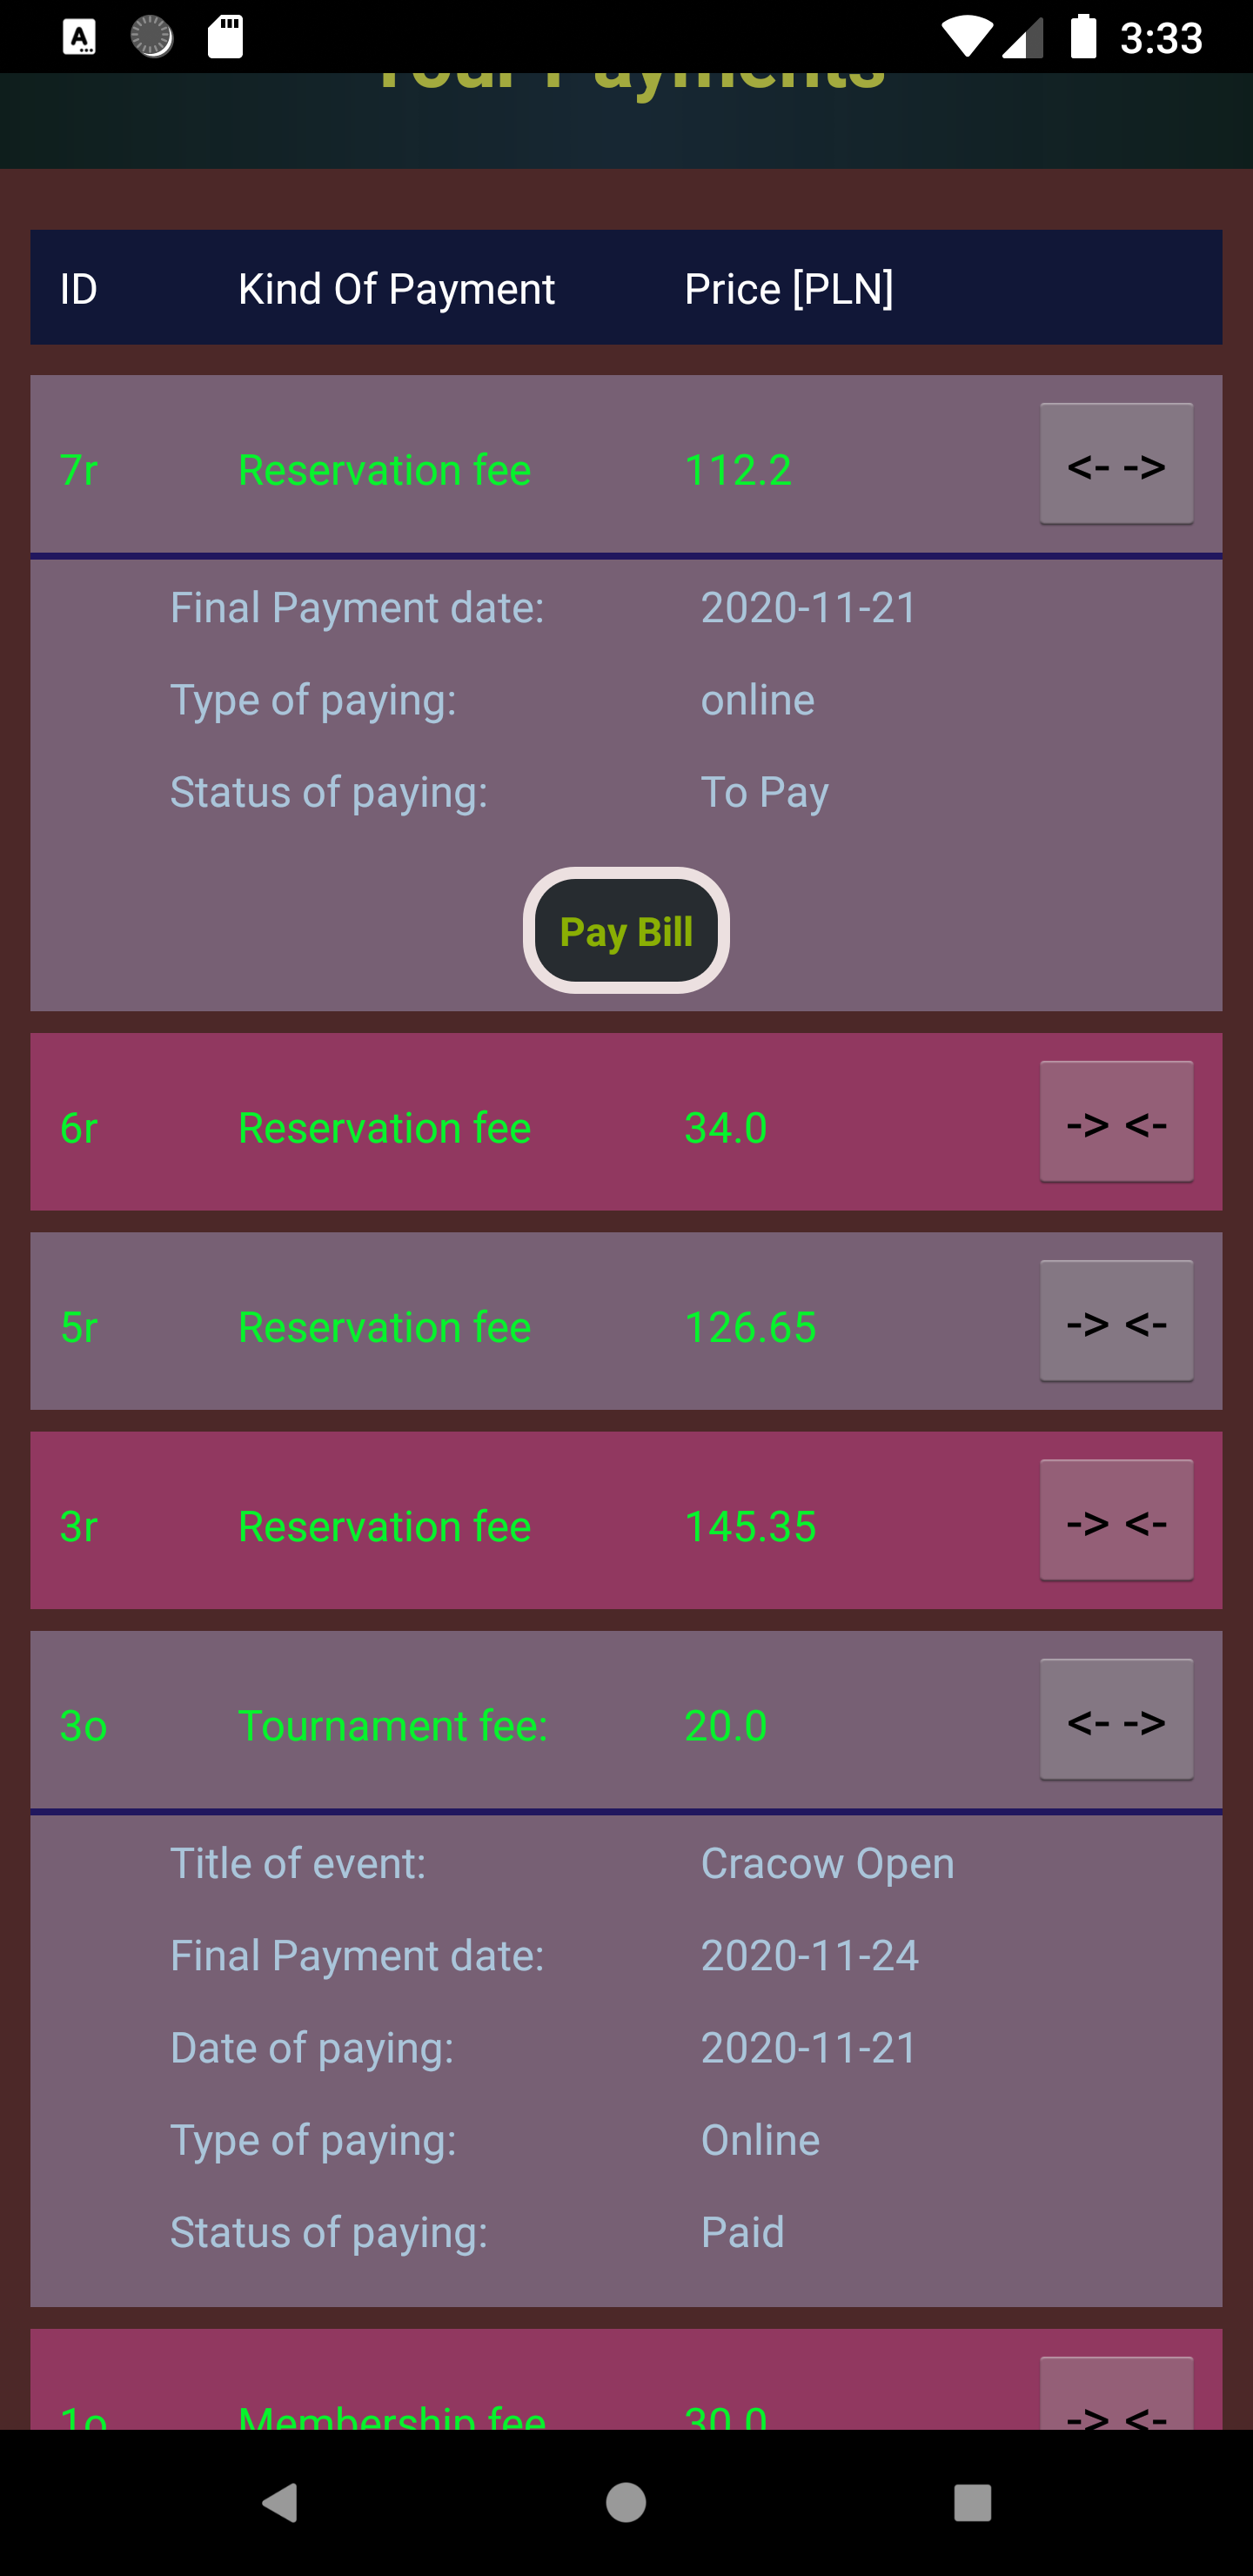 3:33
Your Payments
ID Kind Of Payment Price [PLN]
7r Reservation fee 112.2 <- ->
Final Payment date: 2020-11-21
Type of paying: online
Status of paying: To Pay
Pay Bill
6r Reservation fee 34.0 -> <-
5r Reservation fee 126.65 -> <-
3r Reservation fee 145.35 -> <-
3o Tournament fee: 20.0 <- ->
Title of event: Cracow Open
Final Payment date: 2020-11-24
Date of paying: 2020-11-21
Type of paying: Online
Status of paying: Paid
1o Membership fee 30.0 -> <-